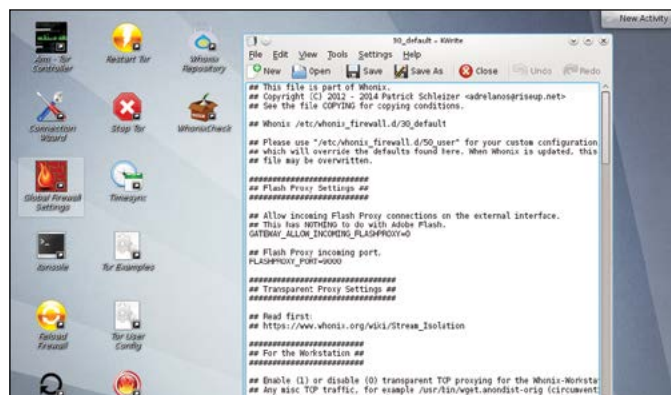 New Activity
Arm - Tor
Controller
Restart Tor
Whonix
Repository
Connection
Wizard
Stop Tor
WhonixCheck
Global Firewall
Settings
Timesync
Konsole
Tor Examples
Reload
Firewall
Tor User
Config
30_default - KWrite
File Edit View Tools Settings Help
New Open Save Save As Close Undo Redo
## This file is part of Whonix.
## Copyright (C) 2012 - 2014 Patrick Schleizer <adrelanos@riseup.net>
## See the file COPYING for copying conditions.
## Whonix /etc/whonix_firewall.d/30_default
## Please use "/etc/whonix_firewall.d/50_user" for your custom configuration
## which will override the defaults found here. When Whonix is updated, this
## file may be overwritten.
###########################
## Flash Proxy Settings ##
###########################
## Allow incoming Flash Proxy connections on the external interface.
## This has NOTHING to do with Adobe Flash.
GATEWAY_ALLOW_INCOMING_FLASHPROXY=0
## Flash Proxy incoming port.
FLASHPROXY_PORT=9000
################################
## Transparent Proxy Settings ##
################################
## Read first:
## https://www.whonix.org/wiki/Stream_Isolation
#########################
## For the Workstation ##
#########################
## Enable (1) or disable (0) transparent TCP proxying for the Whonix-Worksta
## Any misc TCP traffic, for example /usr/bin/wget.anondist-orig (circumvent